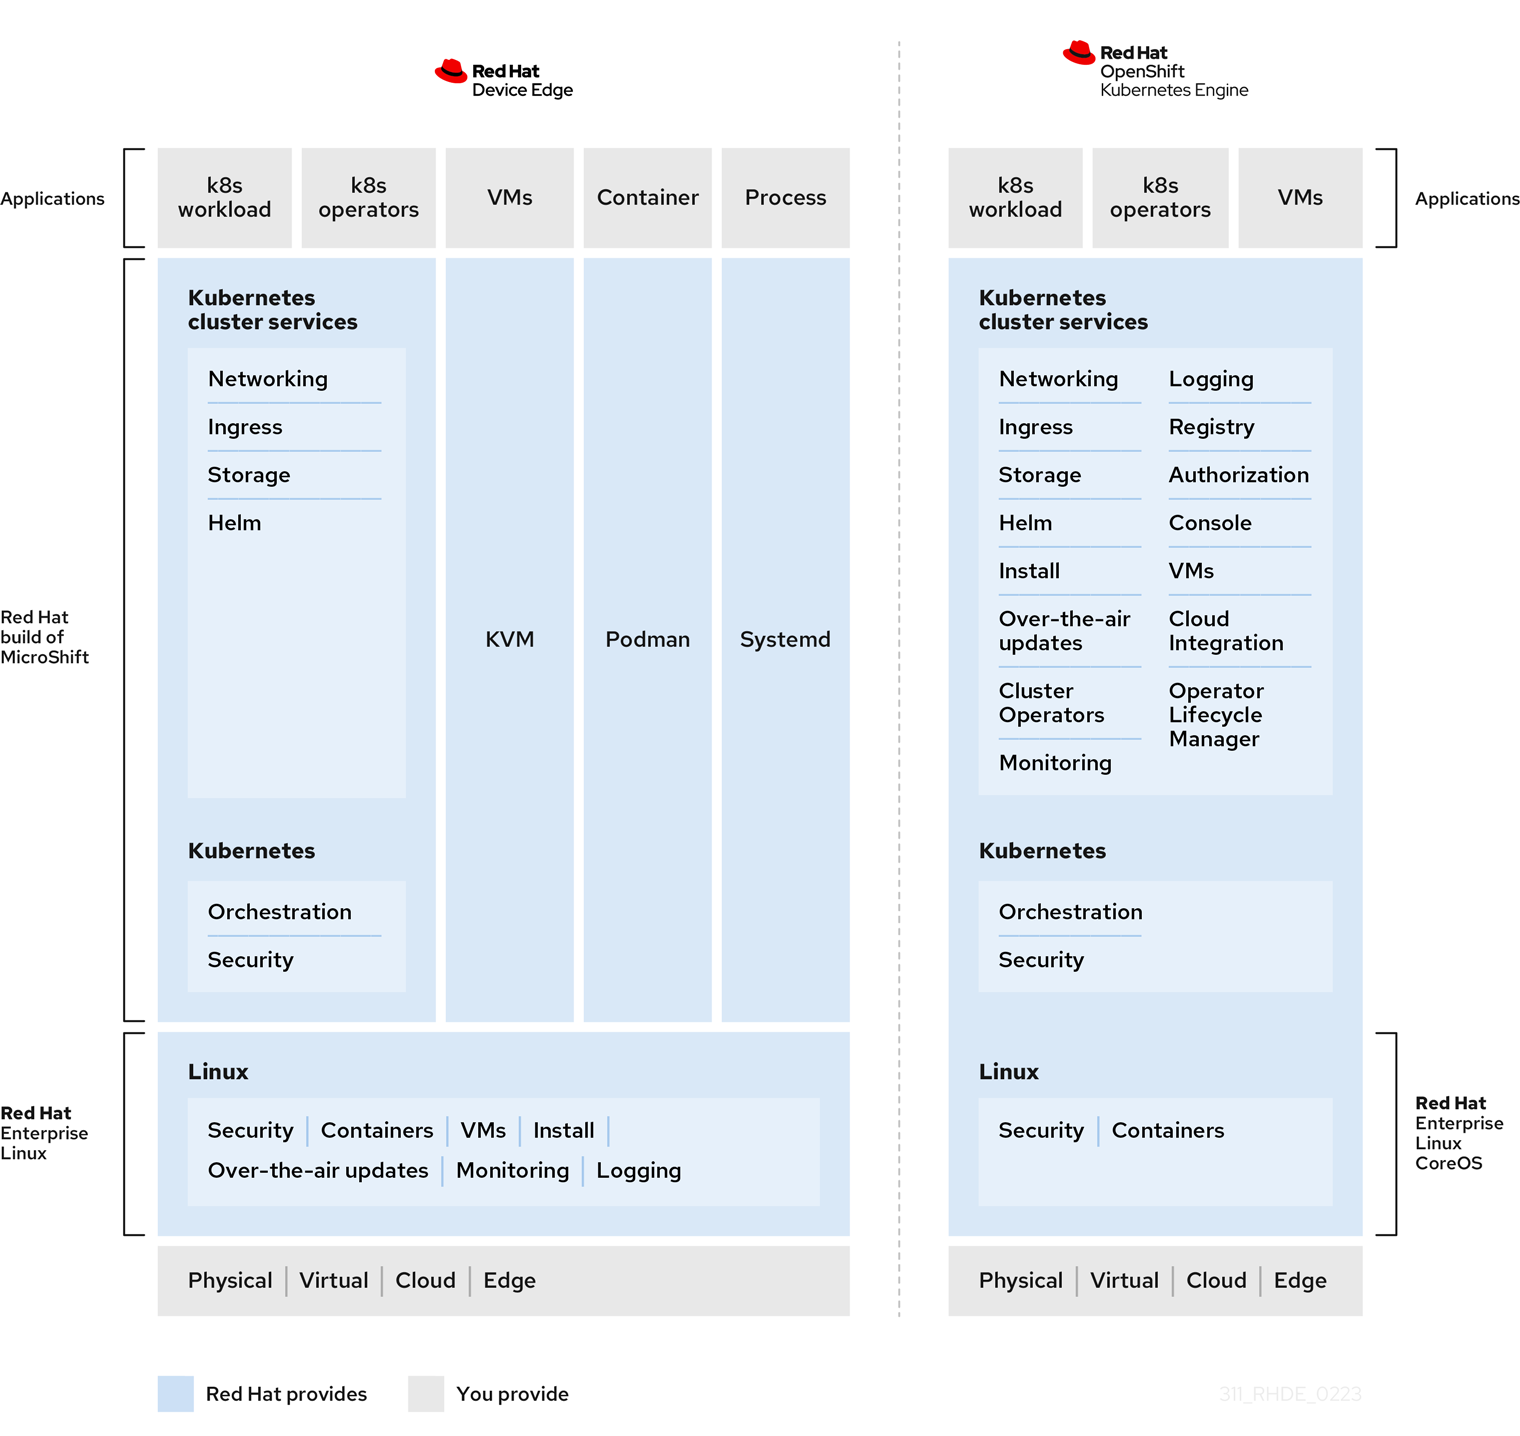 Red Hat
Device Edge
Red Hat
OpenShift
Kubernetes Engine
Applications
k8s
workload
k8s
operators
VMs
Container
Process
k8s
workload
k8s
operators
VMs
Applications
Red Hat
build of
MicroShift
Kubernetes
cluster services
Networking
Ingress
Storage
Helm
Kubernetes
Orchestration
Security
KVM
Podman
Systemd
Kubernetes
cluster services
Networking
Ingress
Storage
Helm
Install
Over-the-air
updates
Cluster
Operators
Monitoring
Logging
Registry
Authorization
Console
VMs
Cloud
Integration
Operator
Lifecycle
Manager
Kubernetes
Orchestration
Security
Red Hat
Enterprise
Linux
Linux
Security | Containers | VMs | Install |
Over-the-air updates | Monitoring | Logging
Linux
Security | Containers
Red Hat
Enterprise
Linux
CoreOS
Physical | Virtual | Cloud | Edge
Physical | Virtual | Cloud | Edge
Red Hat provides
You provide
311_RHDE_0223